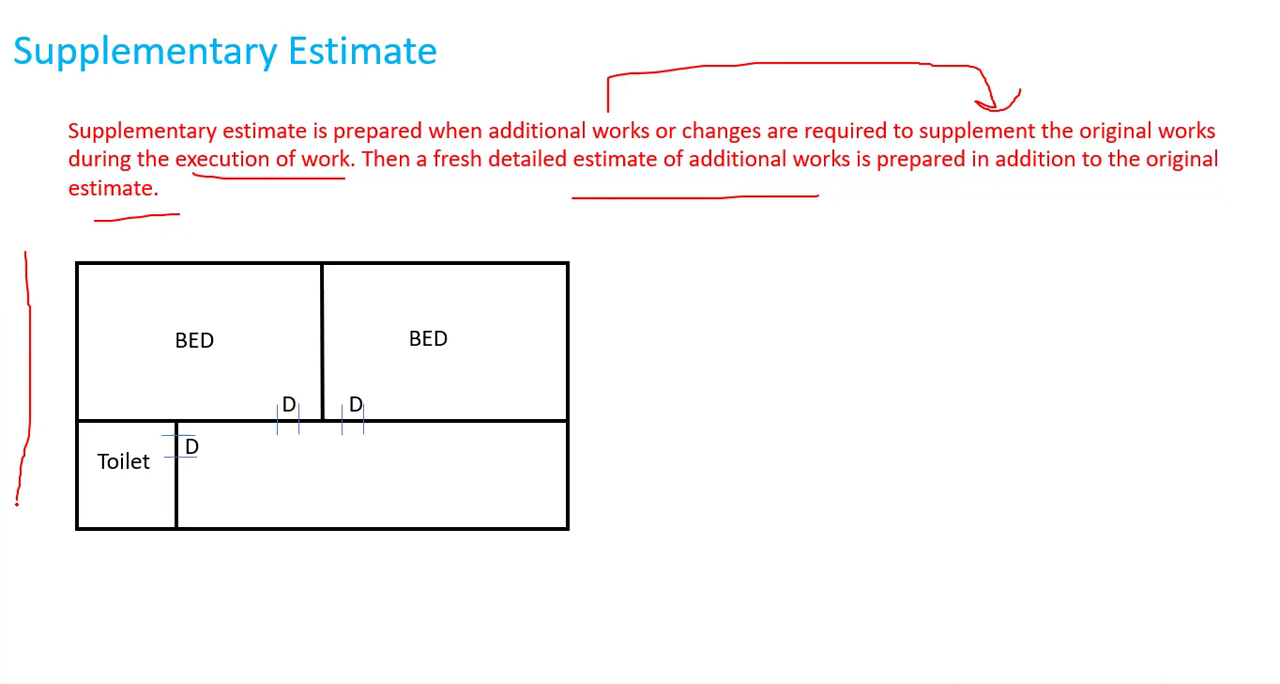 Supplementary Estimate
Supplementary estimate is prepared when additional works or changes are required to supplement the original works
during the execution of work. Then a fresh detailed estimate of additional works is prepared in addition to the original
estimate.
BED
BED
D
D
D
Toilet